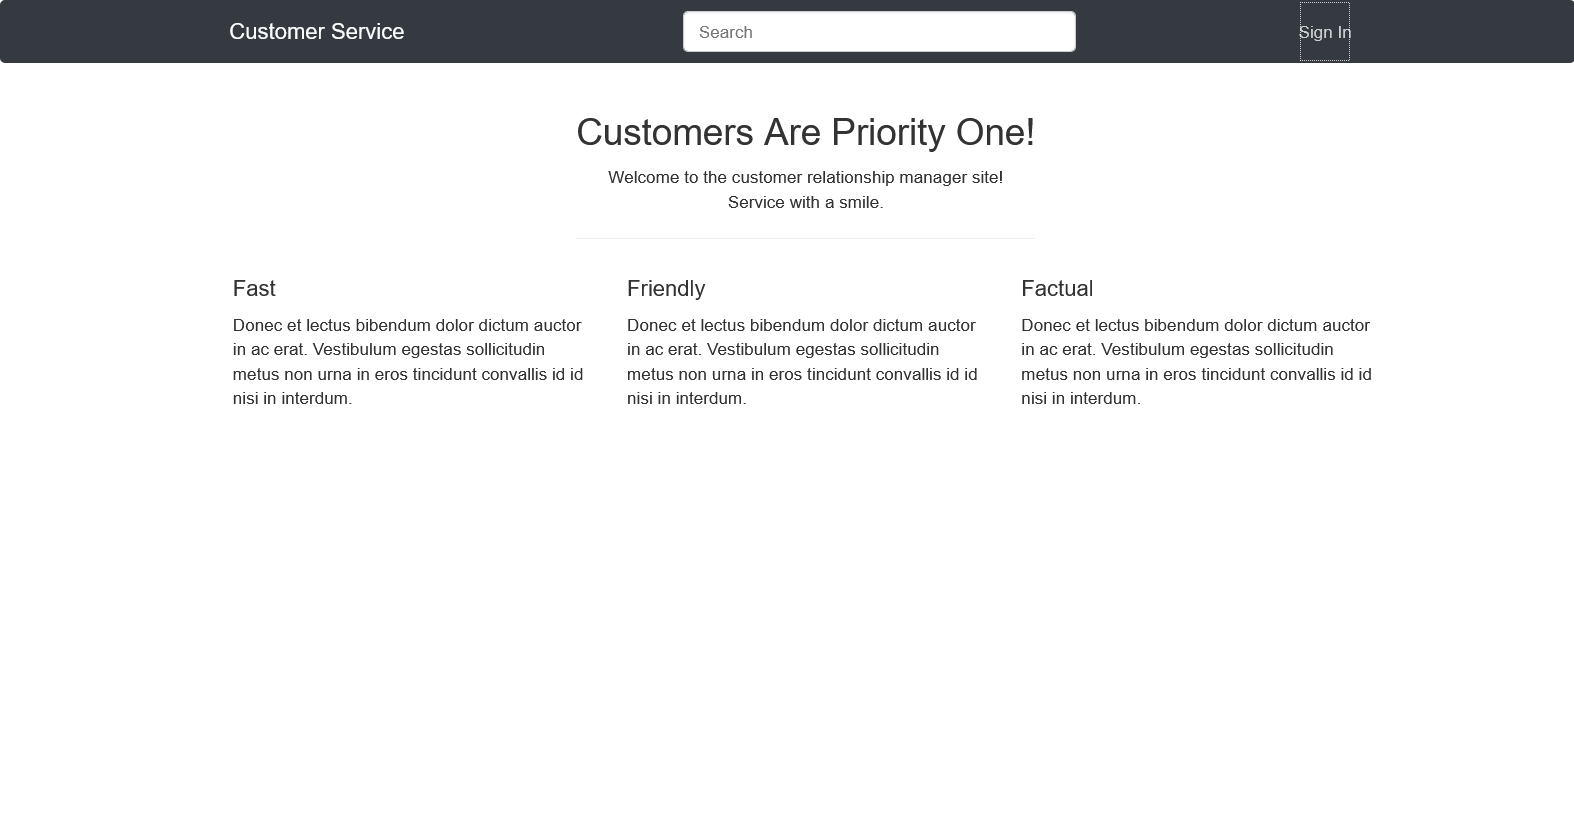 Customer Service
Search
Sign In
Customers Are Priority One!
Welcome to the customer relationship manager site!
Service with a smile.
Fast
Donec et lectus bibendum dolor dictum auctor
in ac erat. Vestibulum egestas sollicitudin
metus non urna in eros tincidunt convallis id id
nisi in interdum.
Friendly
Donec et lectus bibendum dolor dictum auctor
in ac erat. Vestibulum egestas sollicitudin
metus non urna in eros tincidunt convallis id id
nisi in interdum.
Factual
Donec et lectus bibendum dolor dictum auctor
in ac erat. Vestibulum egestas sollicitudin
metus non urna in eros tincidunt convallis id id
nisi in interdum.